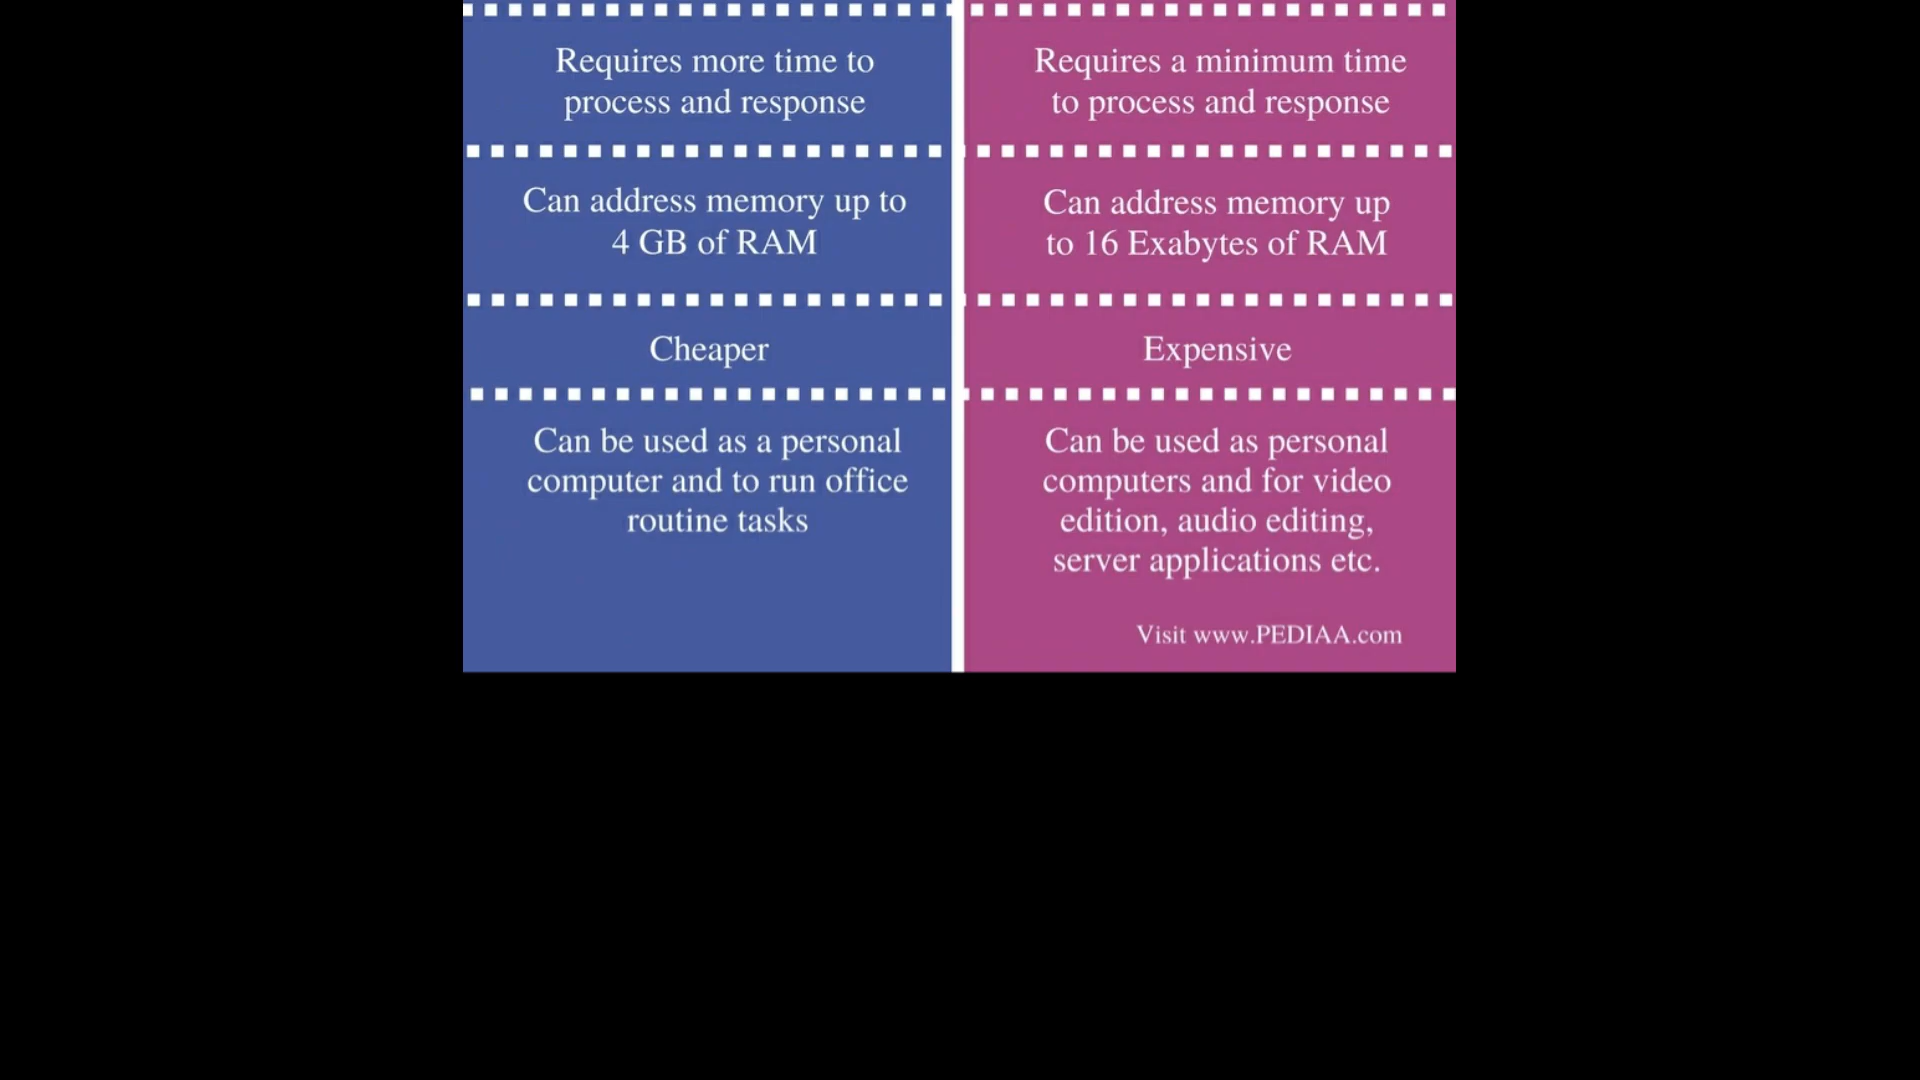 Requires more time to
process and response
Requires a minimum time
to process and response
Can address memory up to
4 GB of RAM
Can address memory up
to 16 Exabytes of RAM
Cheaper
Expensive
Can be used as a personal
computer and to run office
routine tasks
Can be used as personal
computers and for video
edition, audio editing,
server applications etc.
Visit www.PEDIAA.com